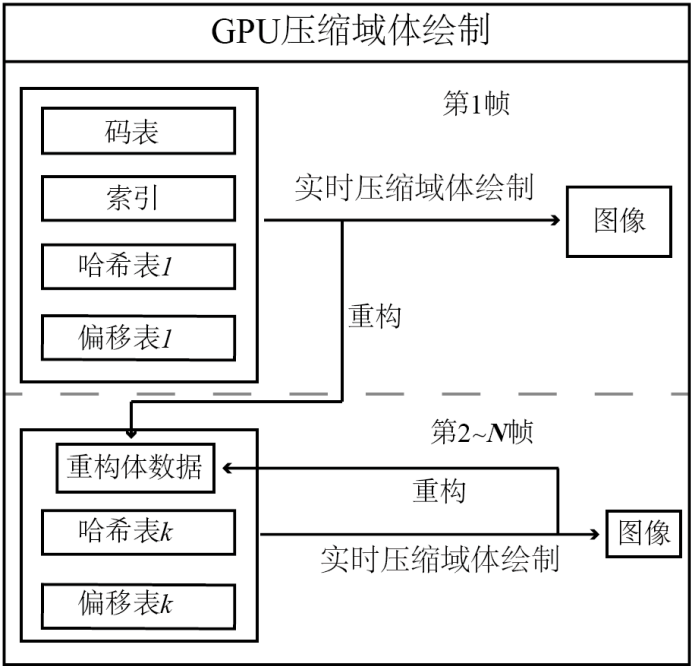 GPU压缩域体绘制
第1帧
码表
索引
哈希表1
偏移表1
实时压缩域体绘制
图像
重构
第2~N帧
重构体数据
哈希表k
偏移表k
重构
实时压缩域体绘制
图像